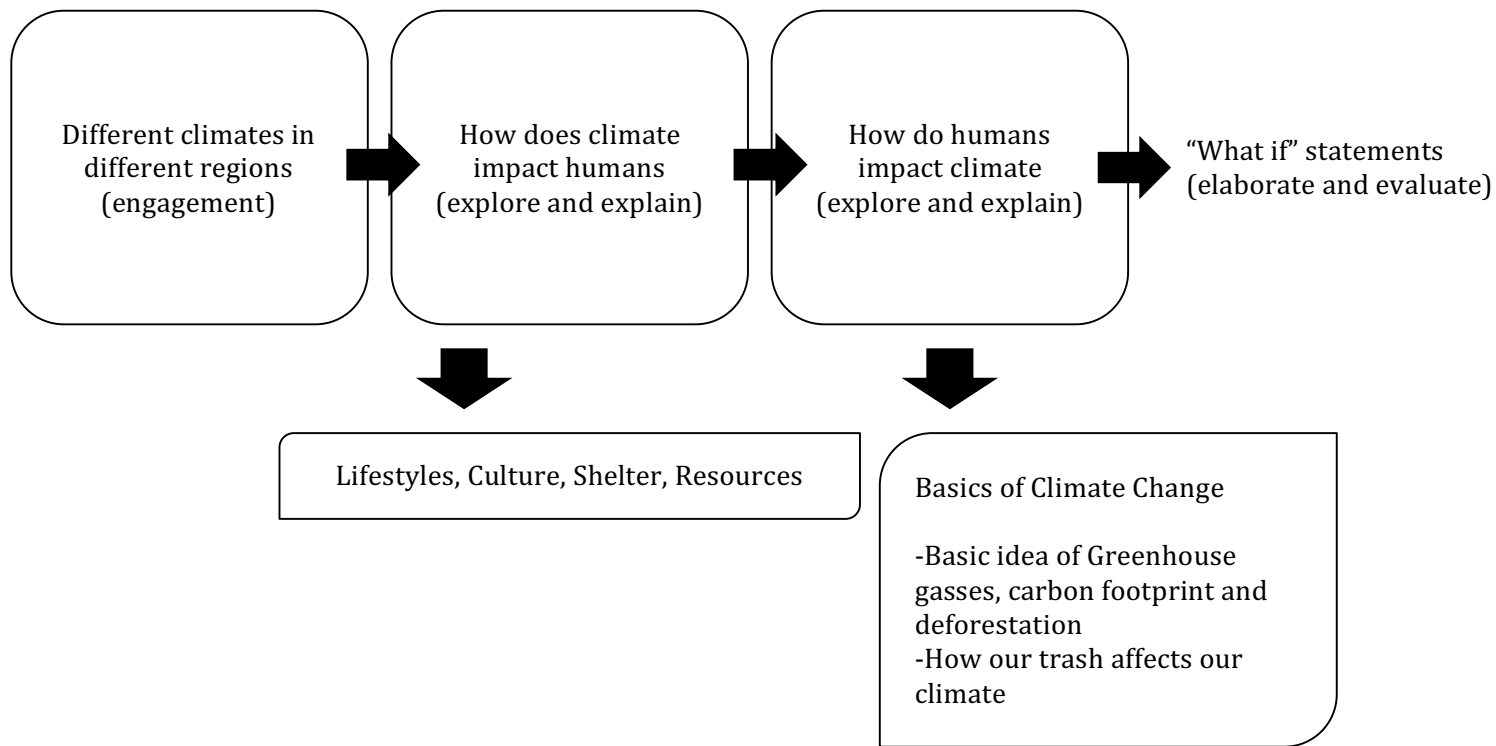 Different climates in
different regions
(engagement)
How does climate
impact humans
(explore and explain)
How do humans
impact climate
(explore and explain)
“What if” statements
(elaborate and evaluate)
Lifestyles, Culture, Shelter, Resources
Basics of Climate Change
-Basic idea of Greenhouse
gasses, carbon footprint and
deforestation
-How our trash affects our
climate